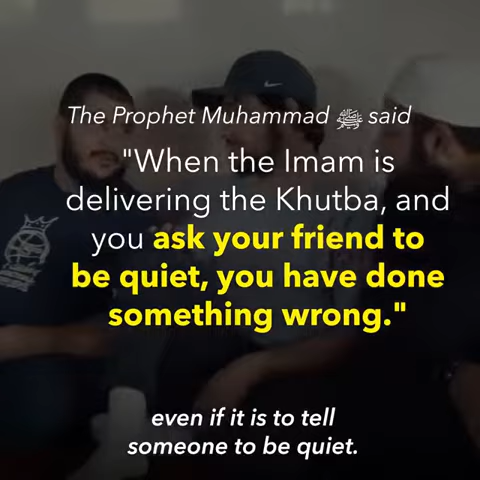 The Prophet Muhammad ﷺ said
"When the Imam is
delivering the Khutba, and
you ask your friend to
be quiet, you have done
something wrong."
even if it is to tell
someone to be quiet.